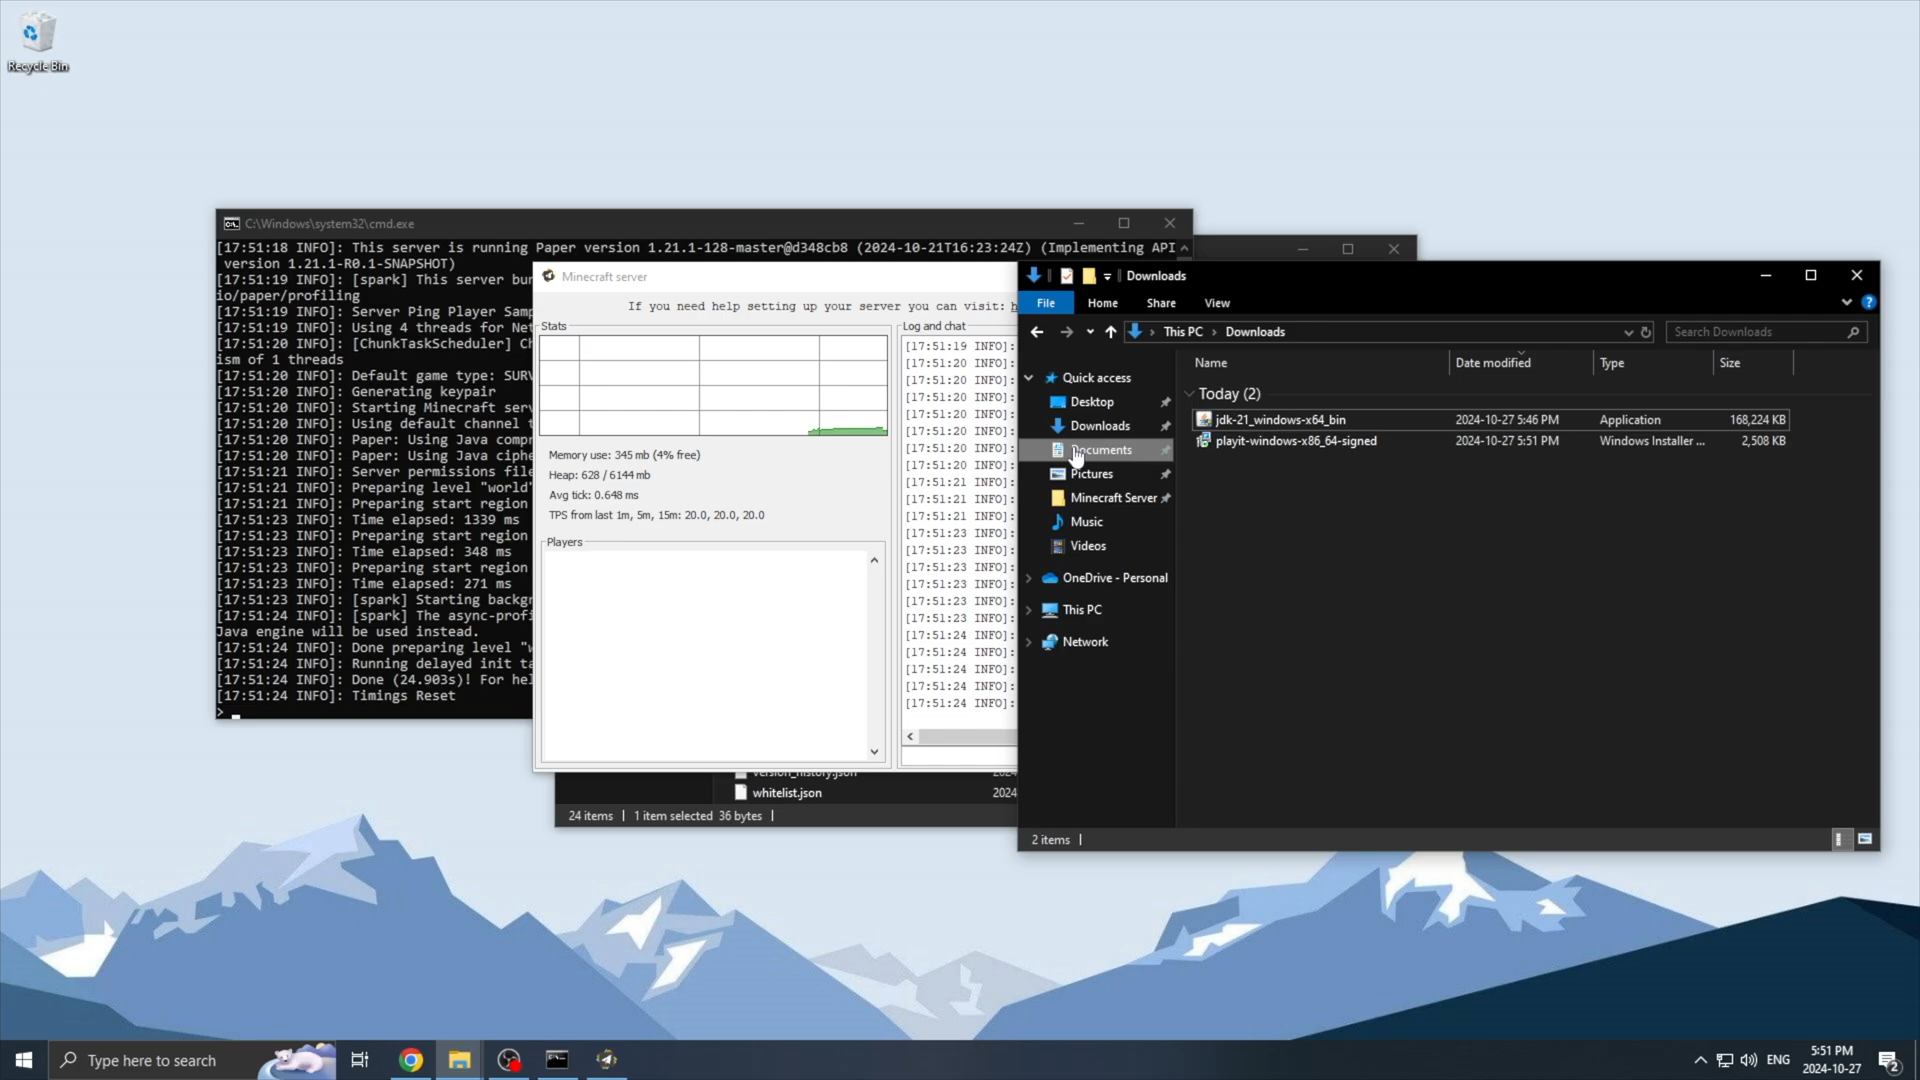 Recycle Bin
C:\Windows\system32\cmd.exe
[17:51:18 INFO]: This server is running Paper version 1.21.1-128-master@d348cb8 (2024-10-21T16:23:24Z) (Implementing API
version 1.21.1-R0.1-SNAPSHOT)
[17:51:19 INFO]: [spark] This server bun
io/paper/profiling
[17:51:19 INFO]: Server Ping Player Samp
[17:51:19 INFO]: Using 4 threads for Net
[17:51:20 INFO]: [ChunkTaskScheduler] Ch
ism of 1 threads
[17:51:20 INFO]: Default game type: SURV
[17:51:20 INFO]: Generating keypair
[17:51:20 INFO]: Starting Minecraft serv
[17:51:20 INFO]: Using default channel t
[17:51:20 INFO]: Paper: Using Java compr
[17:51:20 INFO]: Paper: Using Java ciphe
[17:51:21 INFO]: Server permissions file
[17:51:21 INFO]: Preparing level "world"
[17:51:21 INFO]: Preparing start region
[17:51:23 INFO]: Time elapsed: 1339 ms
[17:51:23 INFO]: Preparing start region
[17:51:23 INFO]: Time elapsed: 348 ms
[17:51:23 INFO]: Preparing start region
[17:51:23 INFO]: Time elapsed: 271 ms
[17:51:23 INFO]: [spark] Starting backgr
[17:51:24 INFO]: [spark] The async-profi
Java engine will be used instead.
[17:51:24 INFO]: Done preparing level "w
[17:51:24 INFO]: Running delayed init ta
[17:51:24 INFO]: Done (24.903s)! For hel
[17:51:24 INFO]: Timings Reset
>
Minecraft server
If you need help setting up your server you can visit: h
Stats
Memory use: 345 mb (4% free)
Heap: 628 / 6144 mb
Avg tick: 0.648 ms
TPS from last 1m, 5m, 15m: 20.0, 20.0, 20.0
Players
Log and chat
[17:51:19 INFO]:
[17:51:20 INFO]:
[17:51:20 INFO]:
[17:51:20 INFO]:
[17:51:20 INFO]:
[17:51:20 INFO]:
[17:51:20 INFO]:
[17:51:20 INFO]:
[17:51:21 INFO]:
[17:51:21 INFO]:
[17:51:21 INFO]:
[17:51:23 INFO]:
[17:51:23 INFO]:
[17:51:23 INFO]:
[17:51:23 INFO]:
[17:51:23 INFO]:
[17:51:23 INFO]:
[17:51:24 INFO]:
[17:51:24 INFO]:
[17:51:24 INFO]:
[17:51:24 INFO]:
[17:51:24 INFO]:
version_history.json 2024
whitelist.json 2024
24 items | 1 item selected 36 bytes |
Downloads
File Home Share View
This PC > Downloads
Search Downloads
Name Date modified Type Size
Quick access
Desktop
Downloads
Documents
Pictures
Minecraft Server
Music
Videos
OneDrive - Personal
This PC
Network
Today (2)
jdk-21_windows-x64_bin 2024-10-27 5:46 PM Application 168,224 KB
playit-windows-x86_64-signed 2024-10-27 5:51 PM Windows Installer ... 2,508 KB
2 items |
Type here to search
ENG
5:51 PM
2024-10-27
2